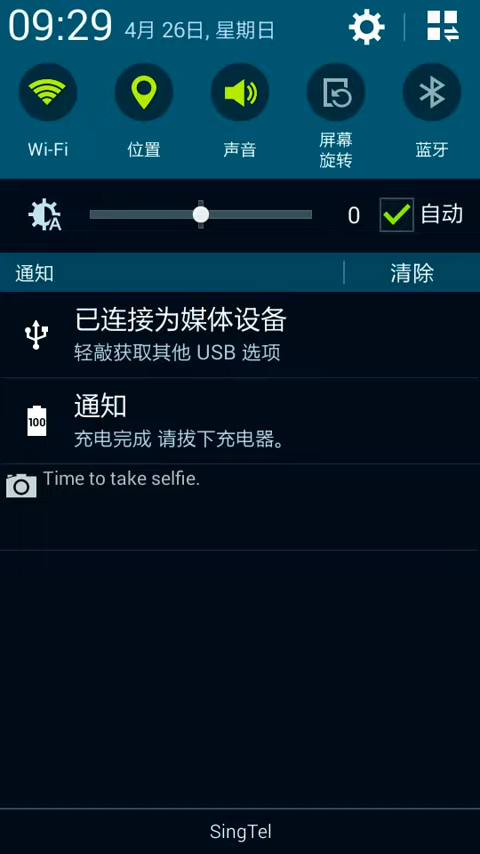 09:29 4月 26日, 星期日
Wi-Fi 位置 声音 屏幕 蓝牙
旋转
A 0 自动
通知 清除
已连接为媒体设备
轻敲获取其他 USB 选项
100 通知
充电完成 请拔下充电器。
Time to take selfie.
SingTel